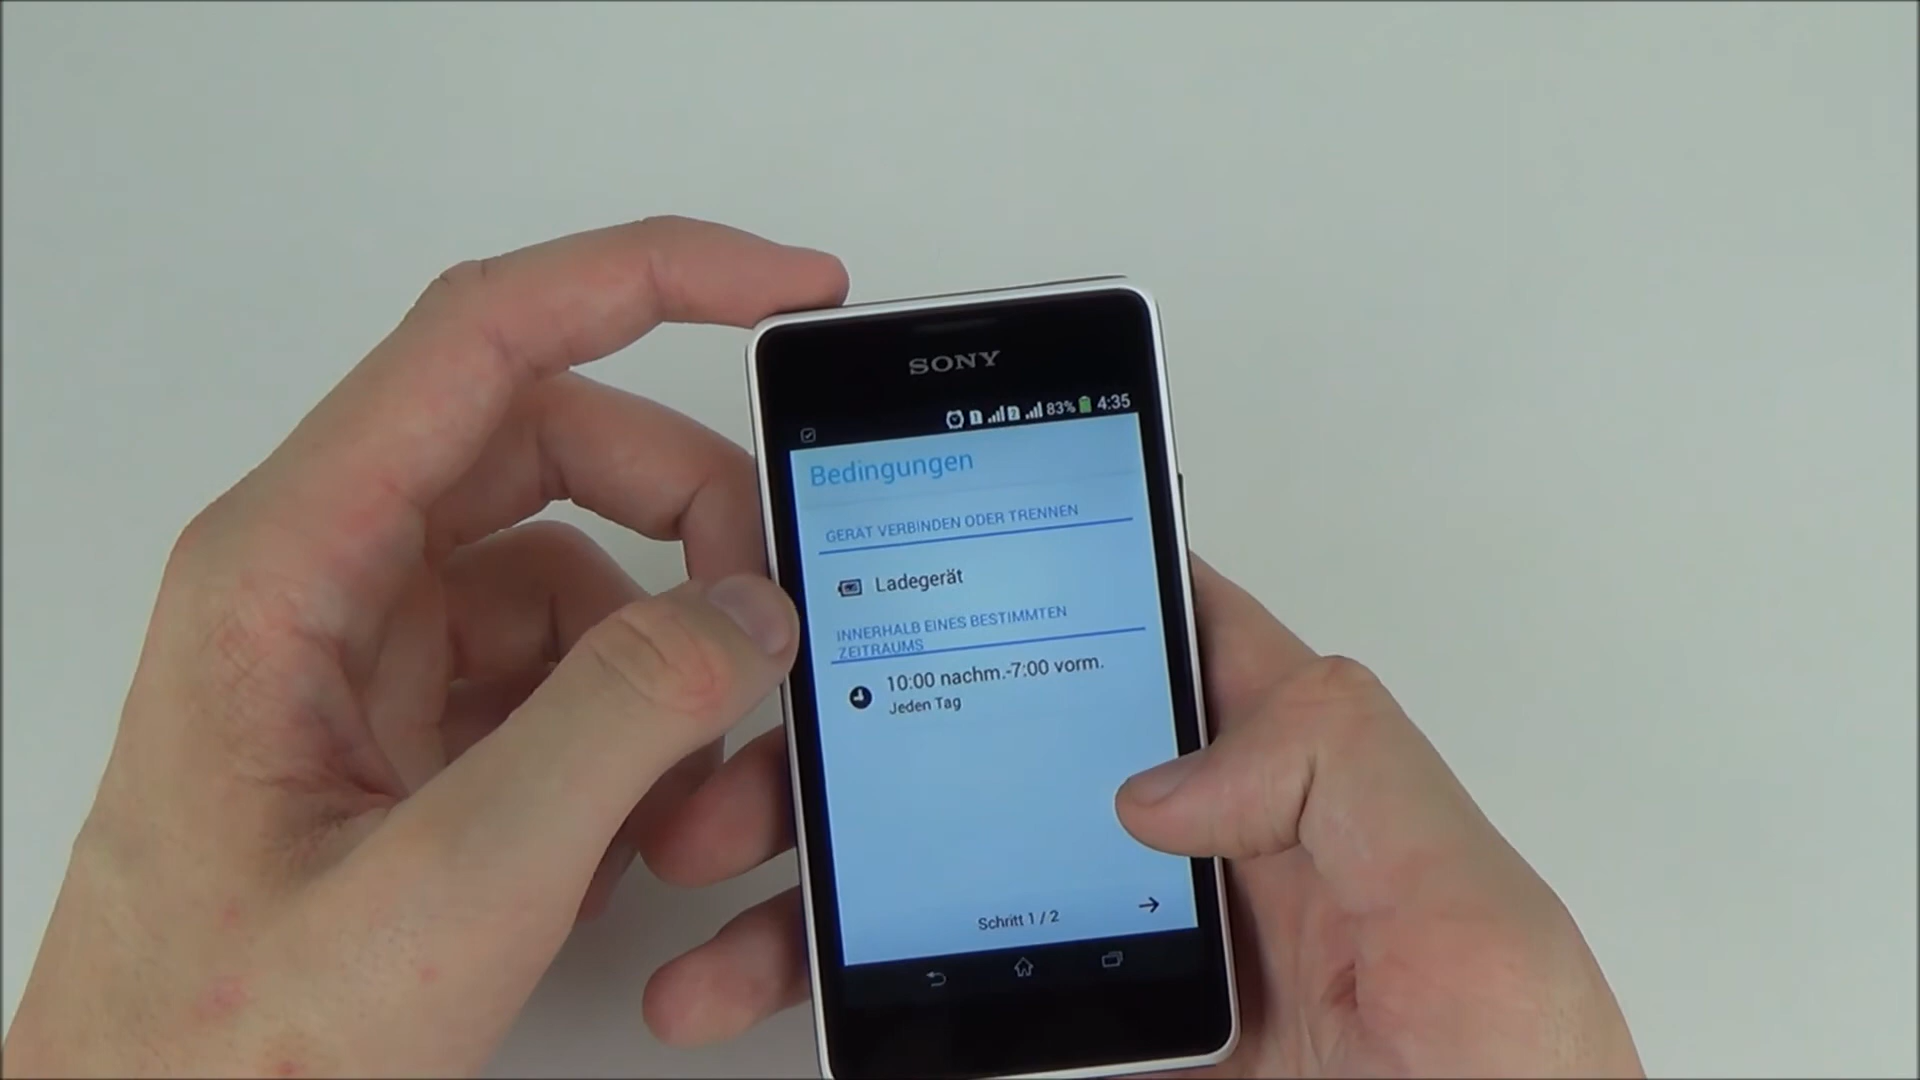 SONY
83% 4:35
Bedingungen
GERÄT VERBINDEN ODER TRENNEN
Ladegerät
INNERHALB EINES BESTIMMTEN
ZEITRAUMS
10:00 nachm.-7:00 vorm.
Jeden Tag
Schritt 1 / 2